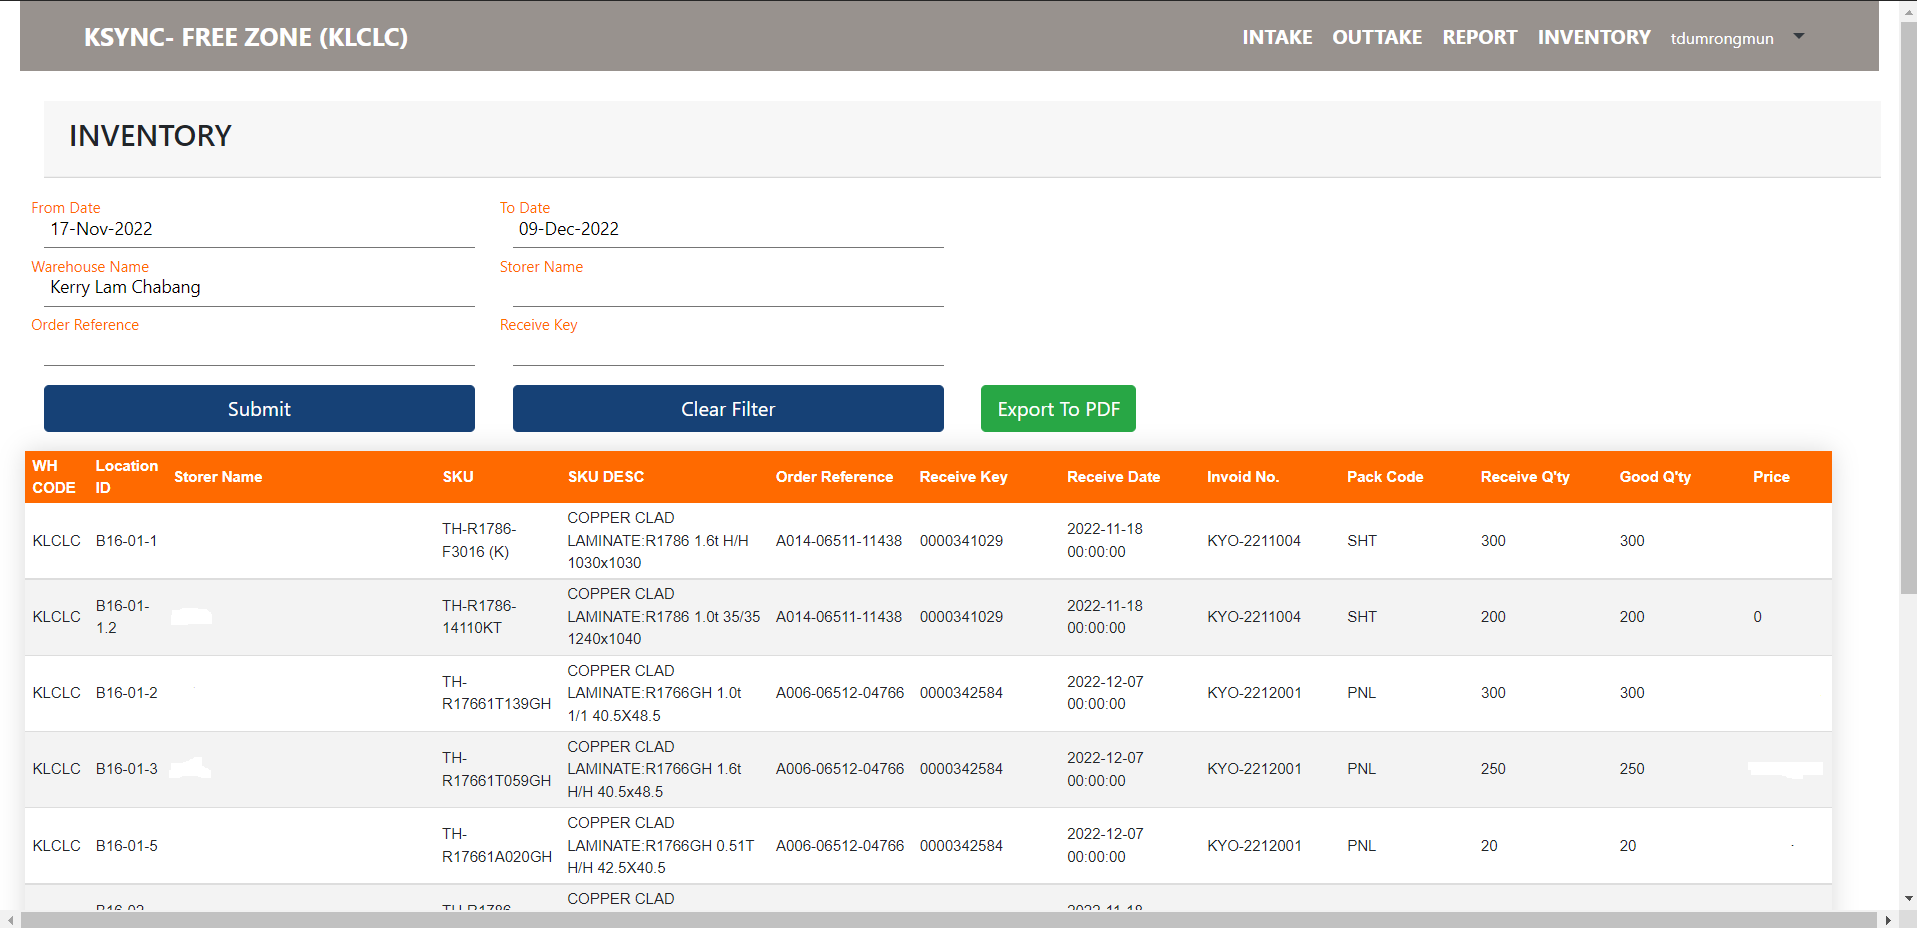 KSYNC- FREE ZONE (KLCLC) INTAKE OUTTAKE REPORT INVENTORY tdumrongmun
INVENTORY
From Date To Date
17-Nov-2022 09-Dec-2022
Warehouse Name Storer Name
Kerry Lam Chabang
Order Reference Receive Key
Submit Clear Filter Export To PDF
WH CODE Location ID Storer Name SKU SKU DESC Order Reference Receive Key Receive Date Invoid No. Pack Code Receive Q'ty Good Q'ty Price
KLCLC B16-01-1 TH-R1786-F3016 (K) COPPER CLAD LAMINATE:R1786 1.6t H/H 1030x1030 A014-06511-11438 0000341029 2022-11-18 00:00:00 KYO-2211004 SHT 300 300
KLCLC B16-01-1.2 TH-R1786-14110KT COPPER CLAD LAMINATE:R1786 1.0t 35/35 1240x1040 A014-06511-11438 0000341029 2022-11-18 00:00:00 KYO-2211004 SHT 200 200 0
KLCLC B16-01-2 TH-R17661T139GH COPPER CLAD LAMINATE:R1766GH 1.0t 1/1 40.5X48.5 A006-06512-04766 0000342584 2022-12-07 00:00:00 KYO-2212001 PNL 300 300
KLCLC B16-01-3 TH-R17661T059GH COPPER CLAD LAMINATE:R1766GH 1.6t H/H 40.5x48.5 A006-06512-04766 0000342584 2022-12-07 00:00:00 KYO-2212001 PNL 250 250
KLCLC B16-01-5 TH-R17661A020GH COPPER CLAD LAMINATE:R1766GH 0.51T H/H 42.5X40.5 A006-06512-04766 0000342584 2022-12-07 00:00:00 KYO-2212001 PNL 20 20
COPPER CLAD